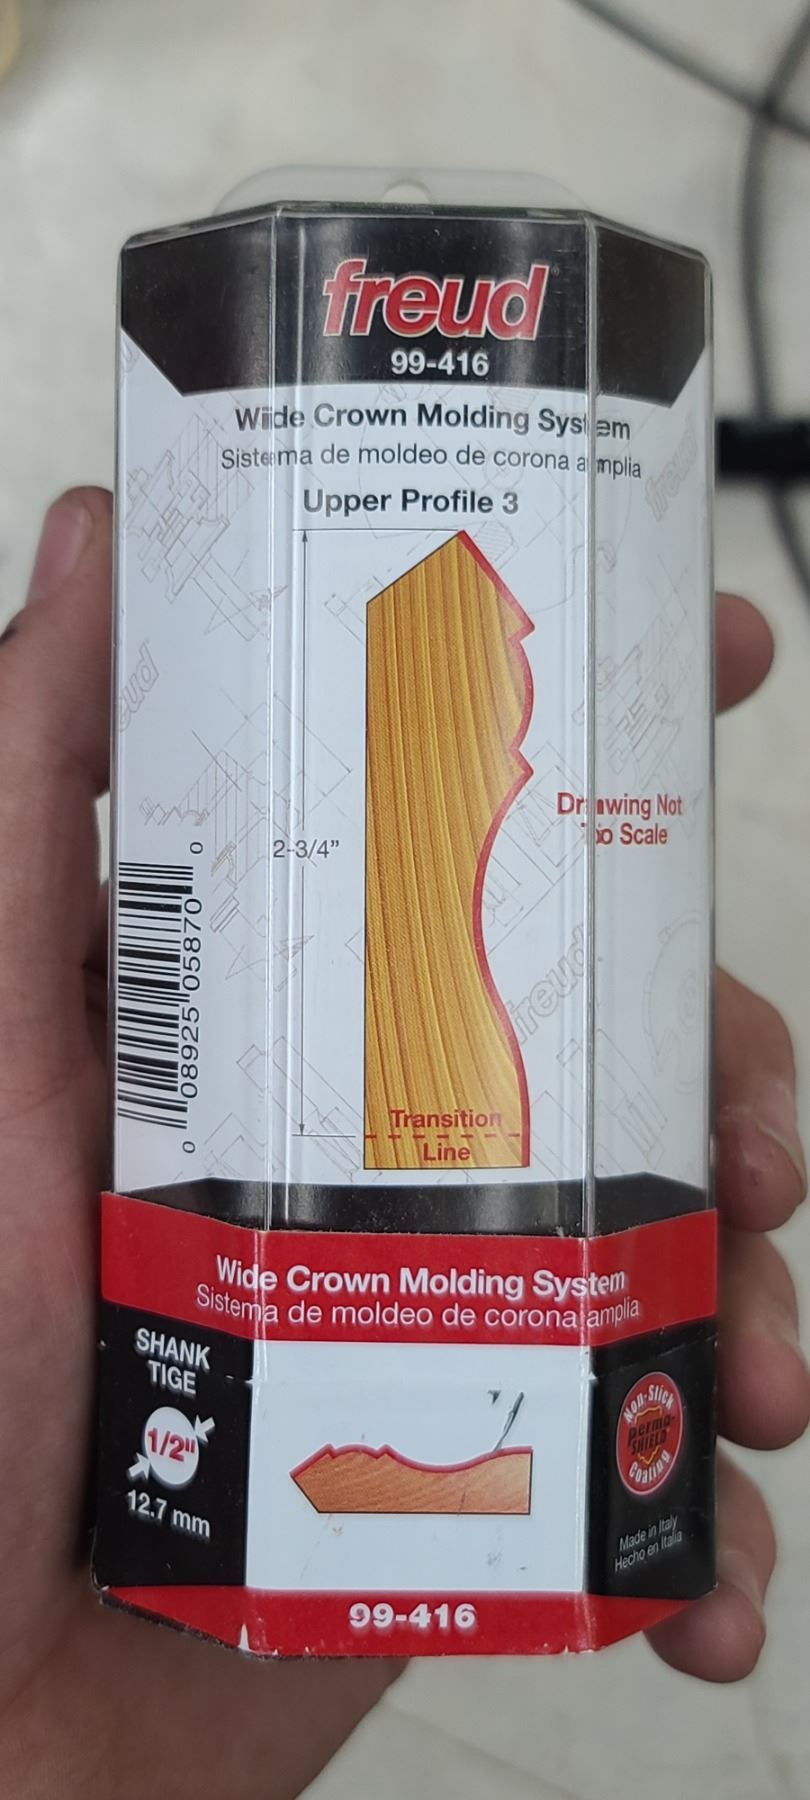 freud
99-416
Wide Crown Molding System
Sistema de moldeo de corona amplia
Upper Profile 3
Drawing Not
To Scale
2-3/4"
0 08925 05870 0
Transition
Line
Wide Crown Molding System
Sistema de moldeo de corona amplia
SHANK
TIGE
1/2"
12.7 mm
Non-Stick
perma-
SHIELD
Coating
Made in Italy
Hecho en Italia
99-416
freud
freud
eud